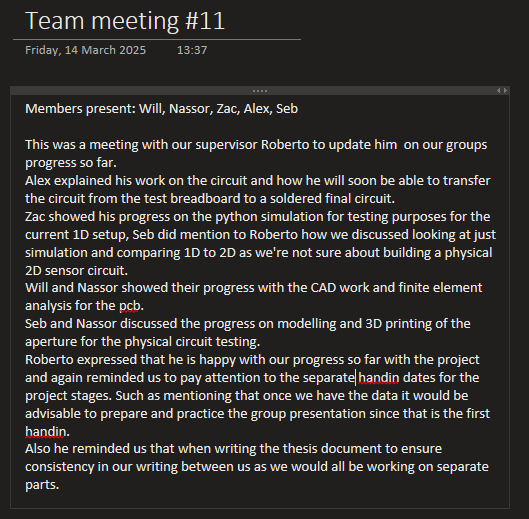 Team meeting #11
Friday, 14 March 2025 13:37
Members present: Will, Nassor, Zac, Alex, Seb
This was a meeting with our supervisor Roberto to update him  on our groups
progress so far.
Alex explained his work on the circuit and how he will soon be able to transfer
the circuit from the test breadboard to a soldered final circuit.
Zac showed his progress on the python simulation for testing purposes for the
current 1D setup, Seb did mention to Roberto how we discussed looking at just
simulation and comparing 1D to 2D as we're not sure about building a physical
2D sensor circuit.
Will and Nassor showed their progress with the CAD work and finite element
analysis for the pcb.
Seb and Nassor discussed the progress on modelling and 3D printing of the
aperture for the physical circuit testing.
Roberto expressed that he is happy with our progress so far with the project
and again reminded us to pay attention to the separate handin dates for the
project stages. Such as mentioning that once we have the data it would be
advisable to prepare and practice the group presentation since that is the first
handin.
Also he reminded us that when writing the thesis document to ensure
consistency in our writing between us as we would all be working on separate
parts.